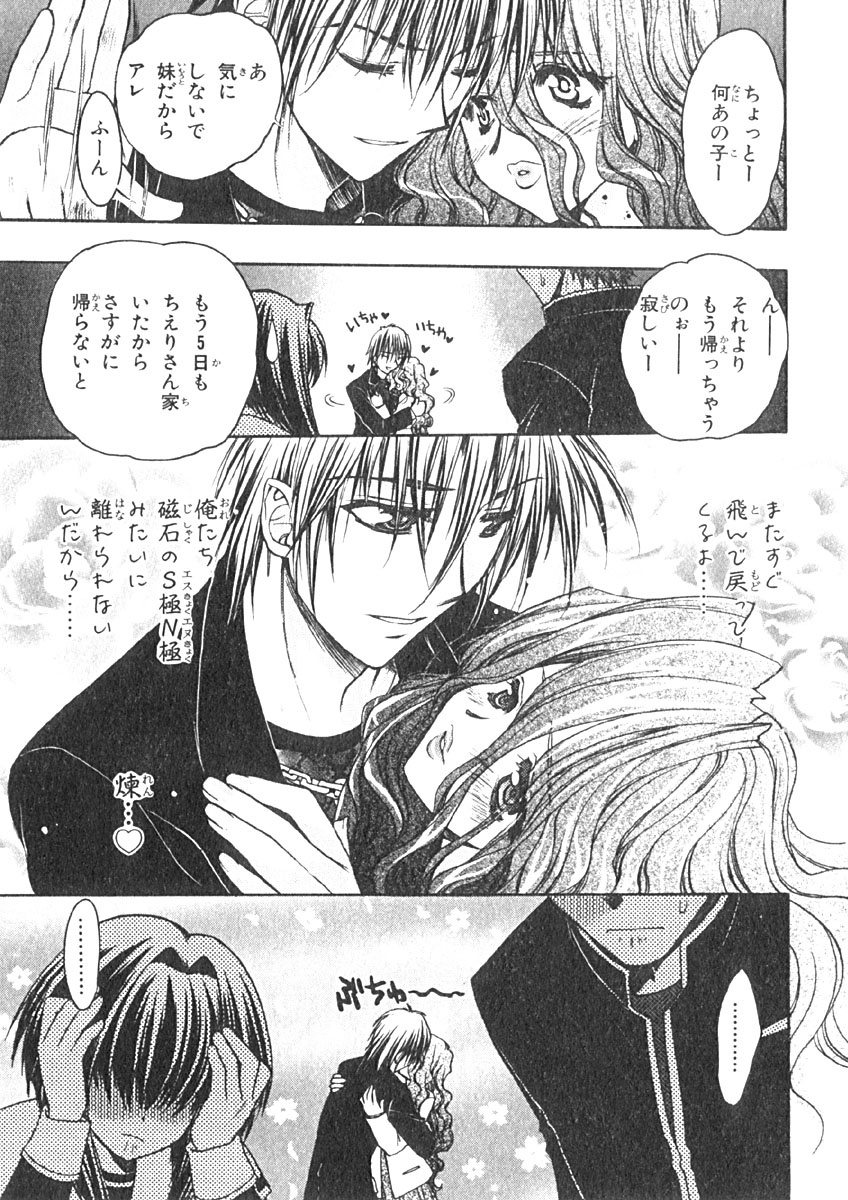 ちょっとー
何あの子ー
あ
気に
しないで
妹だから
アレ
ふーん
んーー
それより
もう帰っちゃう
のぉーー
寂しいー
いちゃ♥
いちゃ♥
もう5日も
ちえりさん家
いたから
さすがに
帰らないと
またすぐ
飛んで戻って
くるよ……
俺たち
磁石のS極N極
みたいに
離れられない
んだから……
煉…♡
………
ぎちゅ〜〜
………